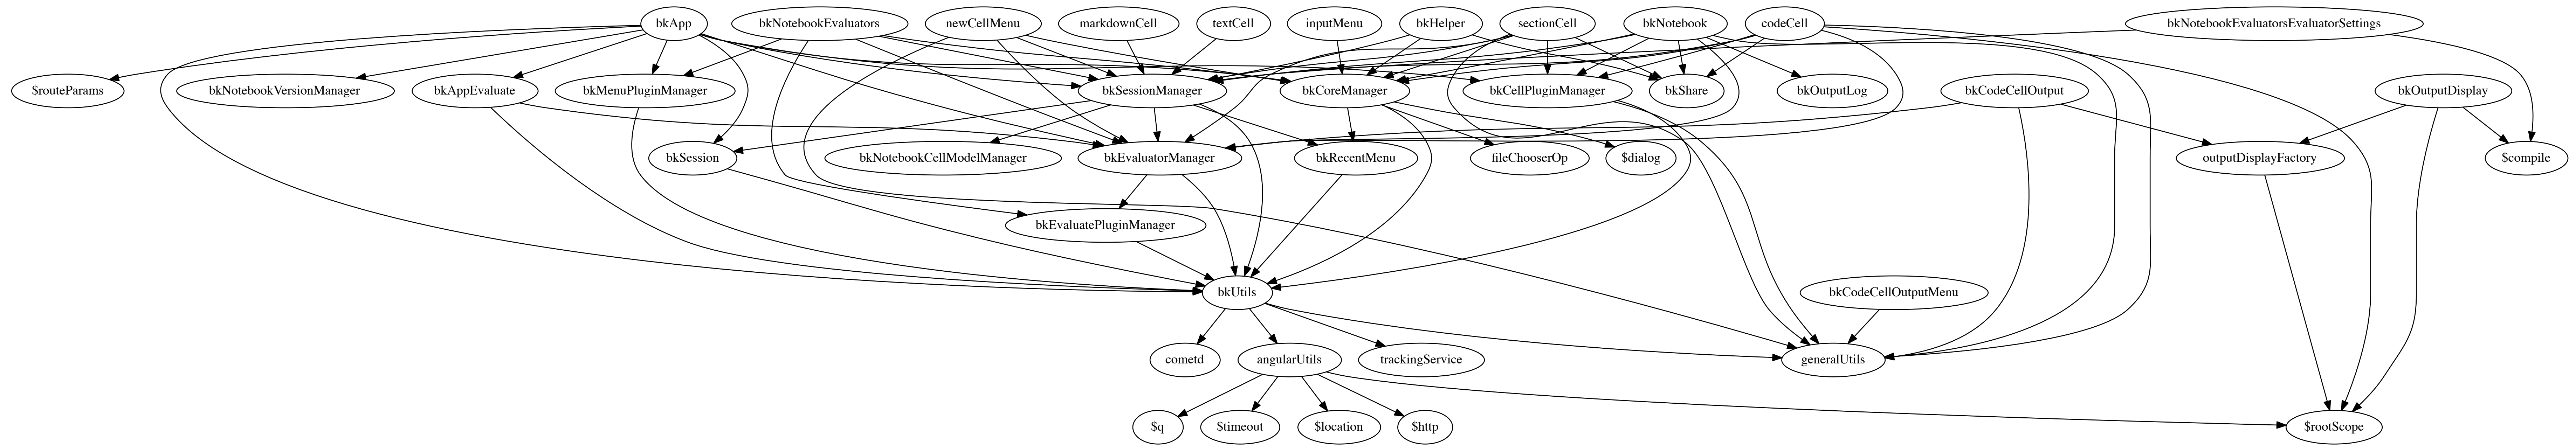 bkApp
bkNotebookEvaluators
newCellMenu
markdownCell
textCell
inputMenu
bkHelper
sectionCell
bkNotebook
codeCell
bkNotebookEvaluatorsEvaluatorSettings
$routeParams
bkNotebookVersionManager
bkAppEvaluate
bkMenuPluginManager
bkSessionManager
bkCoreManager
bkCellPluginManager
bkShare
bkOutputLog
bkCodeCellOutput
bkOutputDisplay
bkSession
bkNotebookCellModelManager
bkEvaluatorManager
bkRecentMenu
fileChooserOp
$dialog
outputDisplayFactory
$compile
bkEvaluatePluginManager
bkUtils
bkCodeCellOutputMenu
cometd
angularUtils
trackingService
generalUtils
$q
$timeout
$location
$http
$rootScope